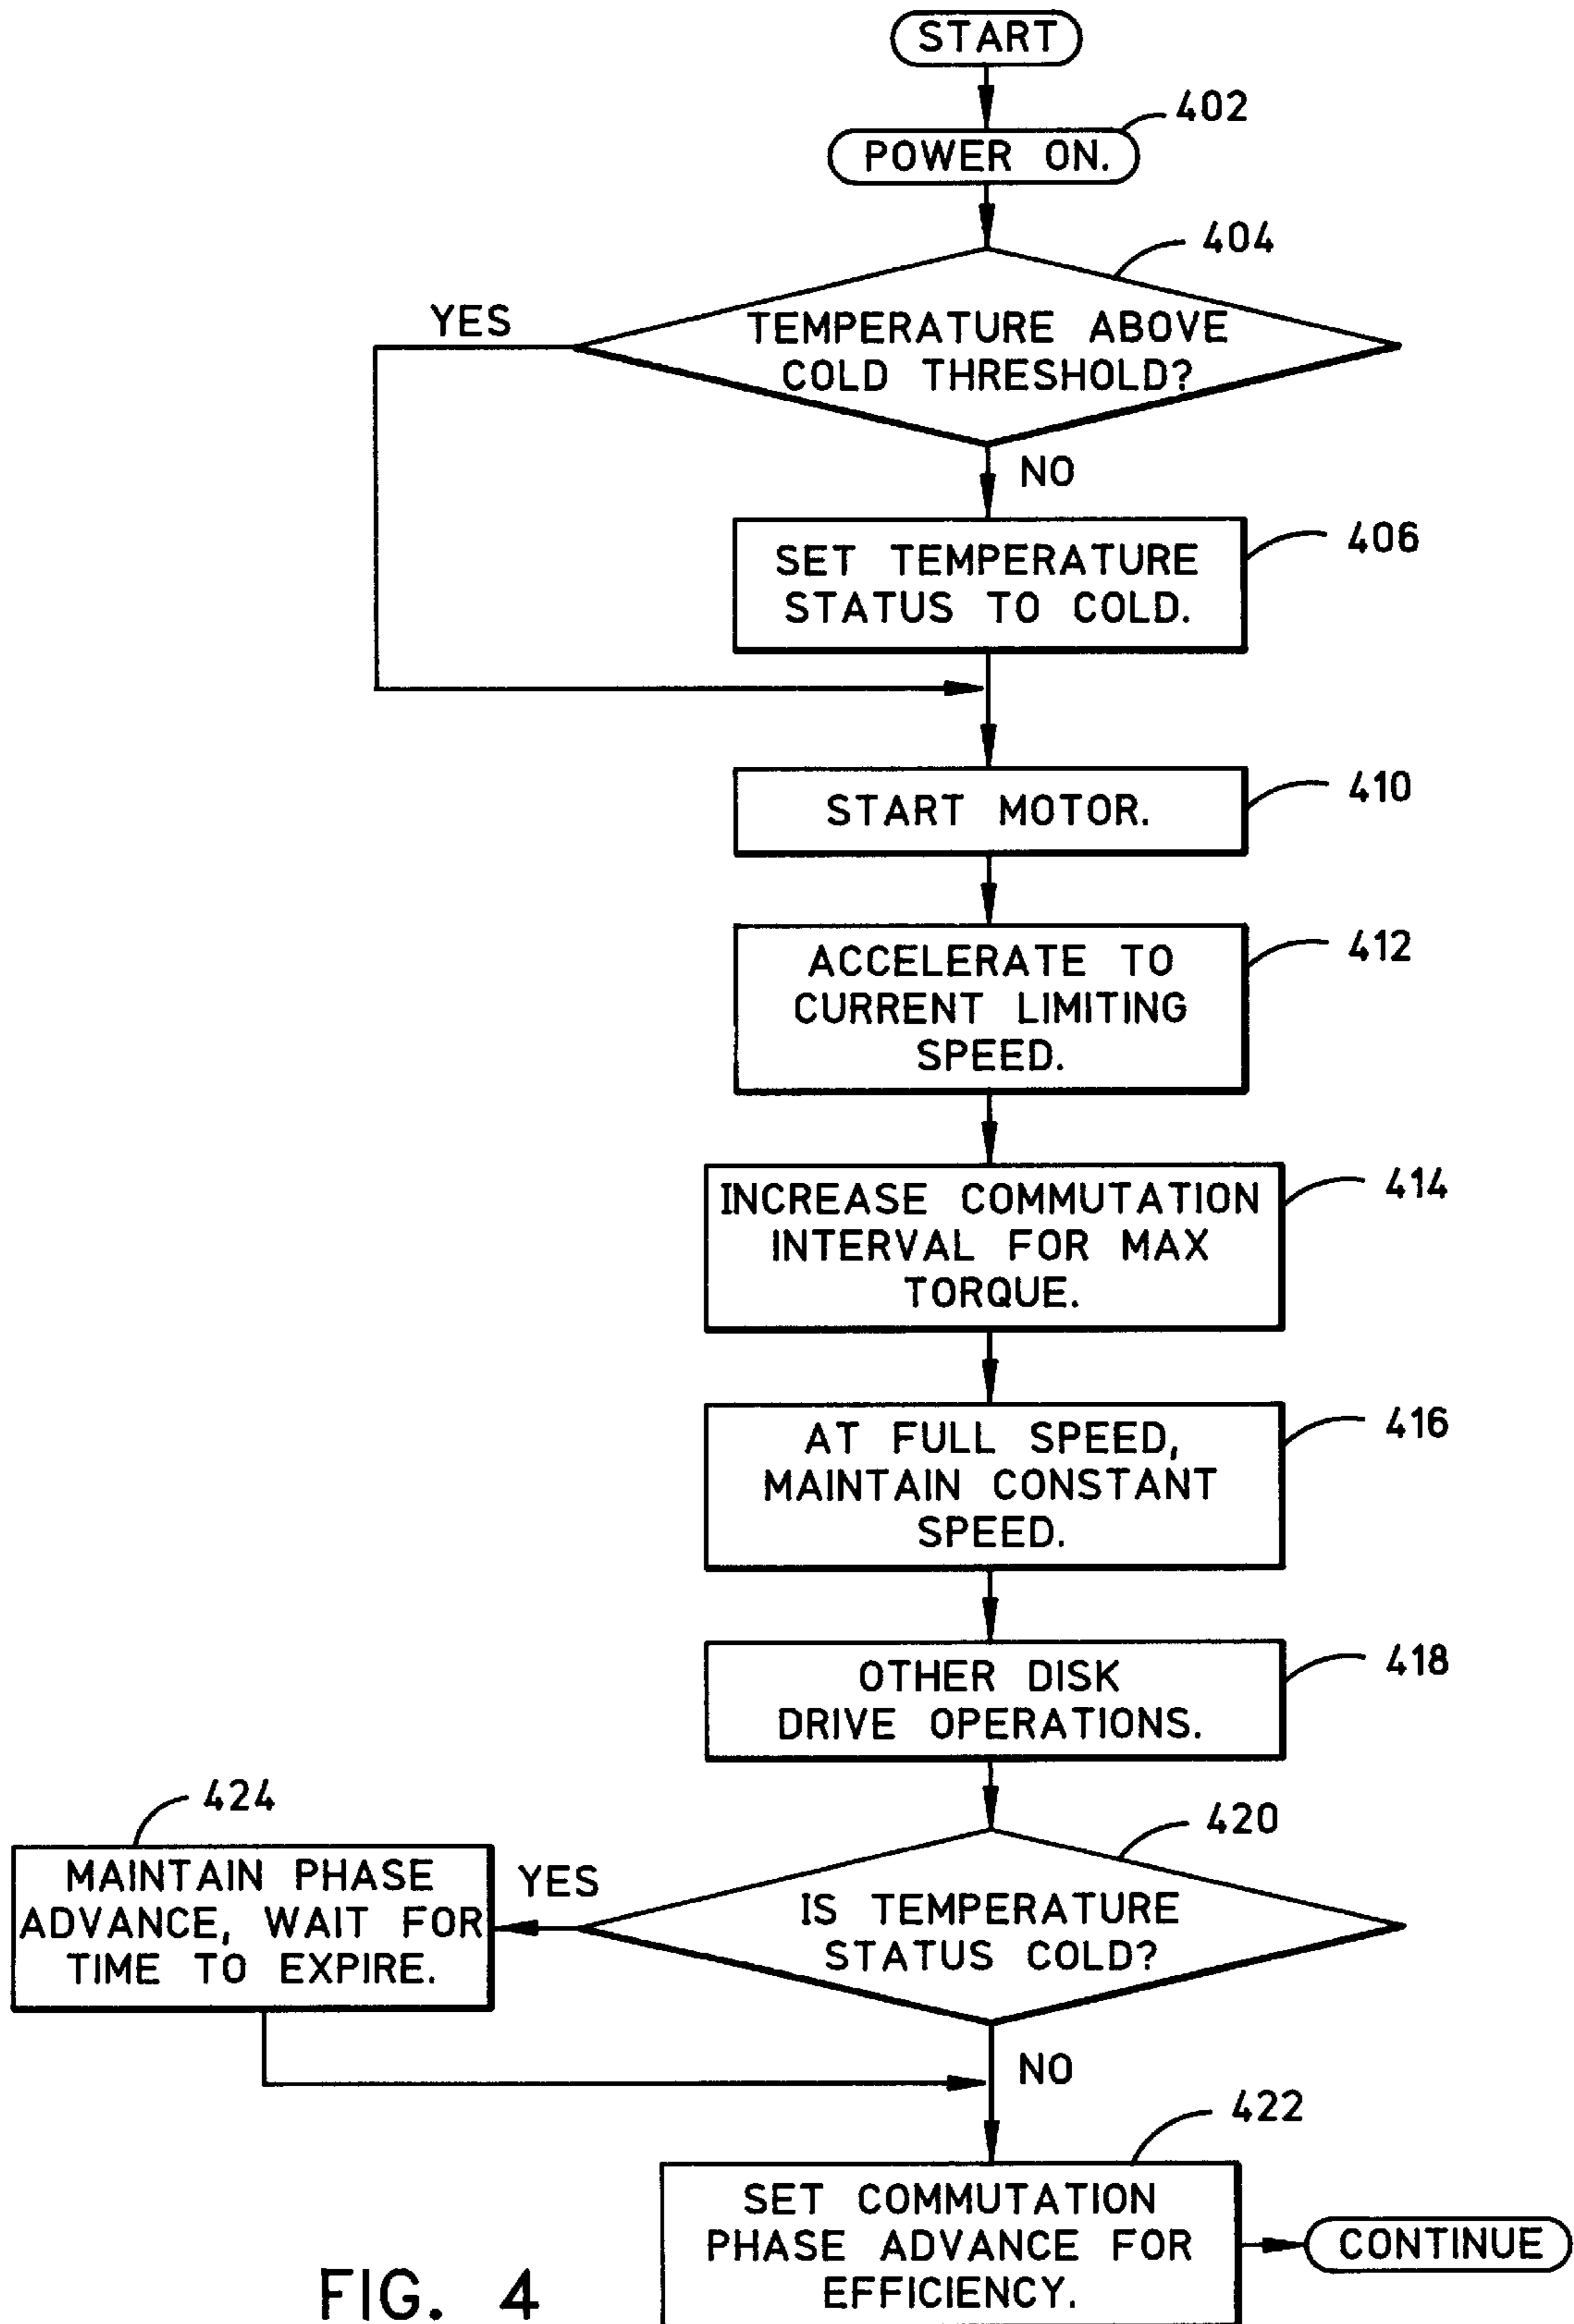 START
402
POWER ON.
404
YES
TEMPERATURE ABOVE
COLD THRESHOLD?
NO
406
SET TEMPERATURE
STATUS TO COLD.
410
START MOTOR.
412
ACCELERATE TO
CURRENT LIMITING
SPEED.
414
INCREASE COMMUTATION
INTERVAL FOR MAX
TORQUE.
416
AT FULL SPEED,
MAINTAIN CONSTANT
SPEED.
418
OTHER DISK
DRIVE OPERATIONS.
424
420
MAINTAIN PHASE
ADVANCE, WAIT FOR
TIME TO EXPIRE.
YES
IS TEMPERATURE
STATUS COLD?
NO
422
SET COMMUTATION
PHASE ADVANCE FOR
EFFICIENCY.
CONTINUE
FIG. 4